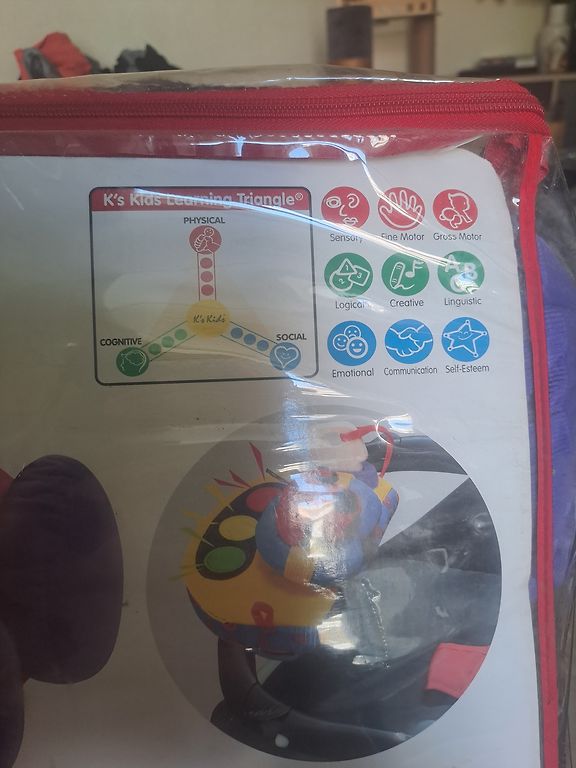 K's Kids Learning Triangle®
PHYSICAL
K's Kids
COGNITIVE
SOCIAL
Sensory Fine Motor Gross Motor
Logical Creative Linguistic
A B C
Emotional Communication Self-Esteem